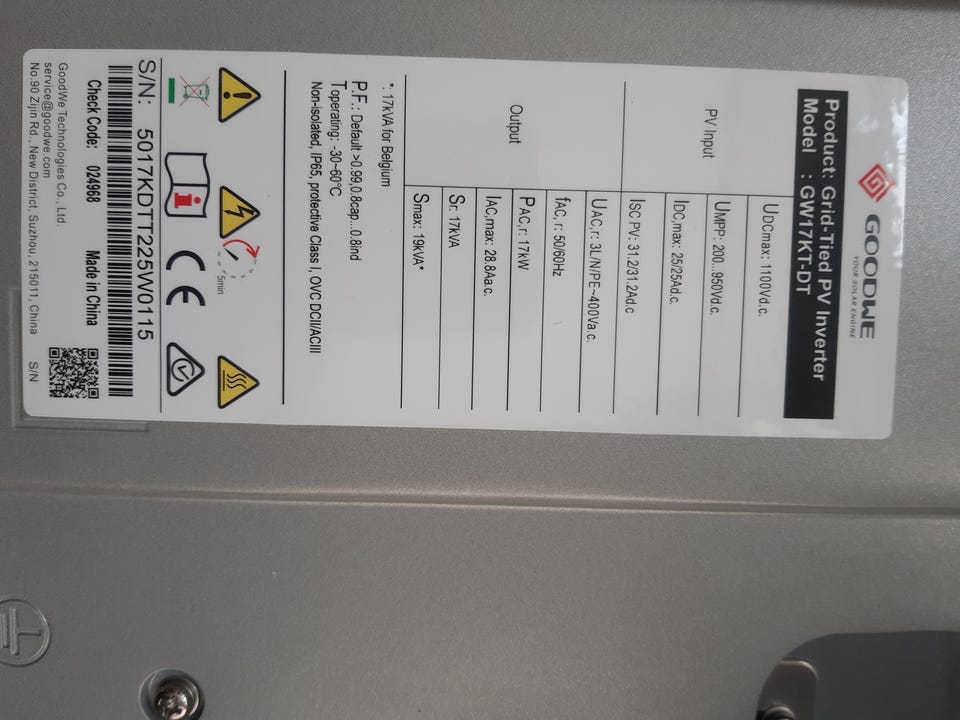 GOODWE
YOUR SOLAR ENGINE
Product: Grid-Tied PV Inverter
Model : GW17KT-DT
PV Input
UDCmax: 1100Vd.c.
UMPP: 200...950Vd.c.
IDC,max: 25/25Ad.c.
ISC PV: 31.2/31.2Ad.c
Output
UAC,r: 3L/N/PE~400Va.c.
fAC, r: 50/60Hz
PAC,r: 17kW
IAC,max: 28.8Aa.c.
Sr: 17kVA
Smax: 19kVA*
*: 17kVA for Belgium
P.F.: Default >0.99,0.8cap...0.8ind
Toperating: -30~60°C
Non-isolated, IP65, protective Class I, OVC DCII/ACIII
5min
CE
S/N: 5017KDTT225W0115
Check Code: 024968 Made in China
GoodWe Technologies Co., Ltd.
service@goodwe.com
No.90 Zijin Rd., New District, Suzhou, 215011, China S/N